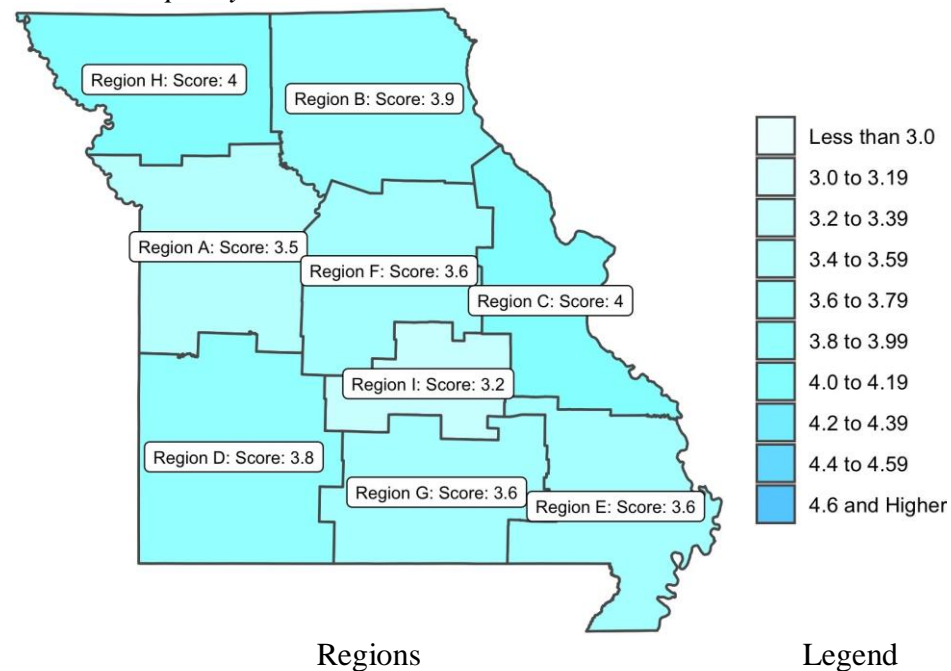 Region H: Score: 4
Region B: Score: 3.9
Region A: Score: 3.5
Region F: Score: 3.6
Region C: Score: 4
Region I: Score: 3.2
Region D: Score: 3.8
Region G: Score: 3.6
Region E: Score: 3.6
Less than 3.0
3.0 to 3.19
3.2 to 3.39
3.4 to 3.59
3.6 to 3.79
3.8 to 3.99
4.0 to 4.19
4.2 to 4.39
4.4 to 4.59
4.6 and Higher
Regions
Legend